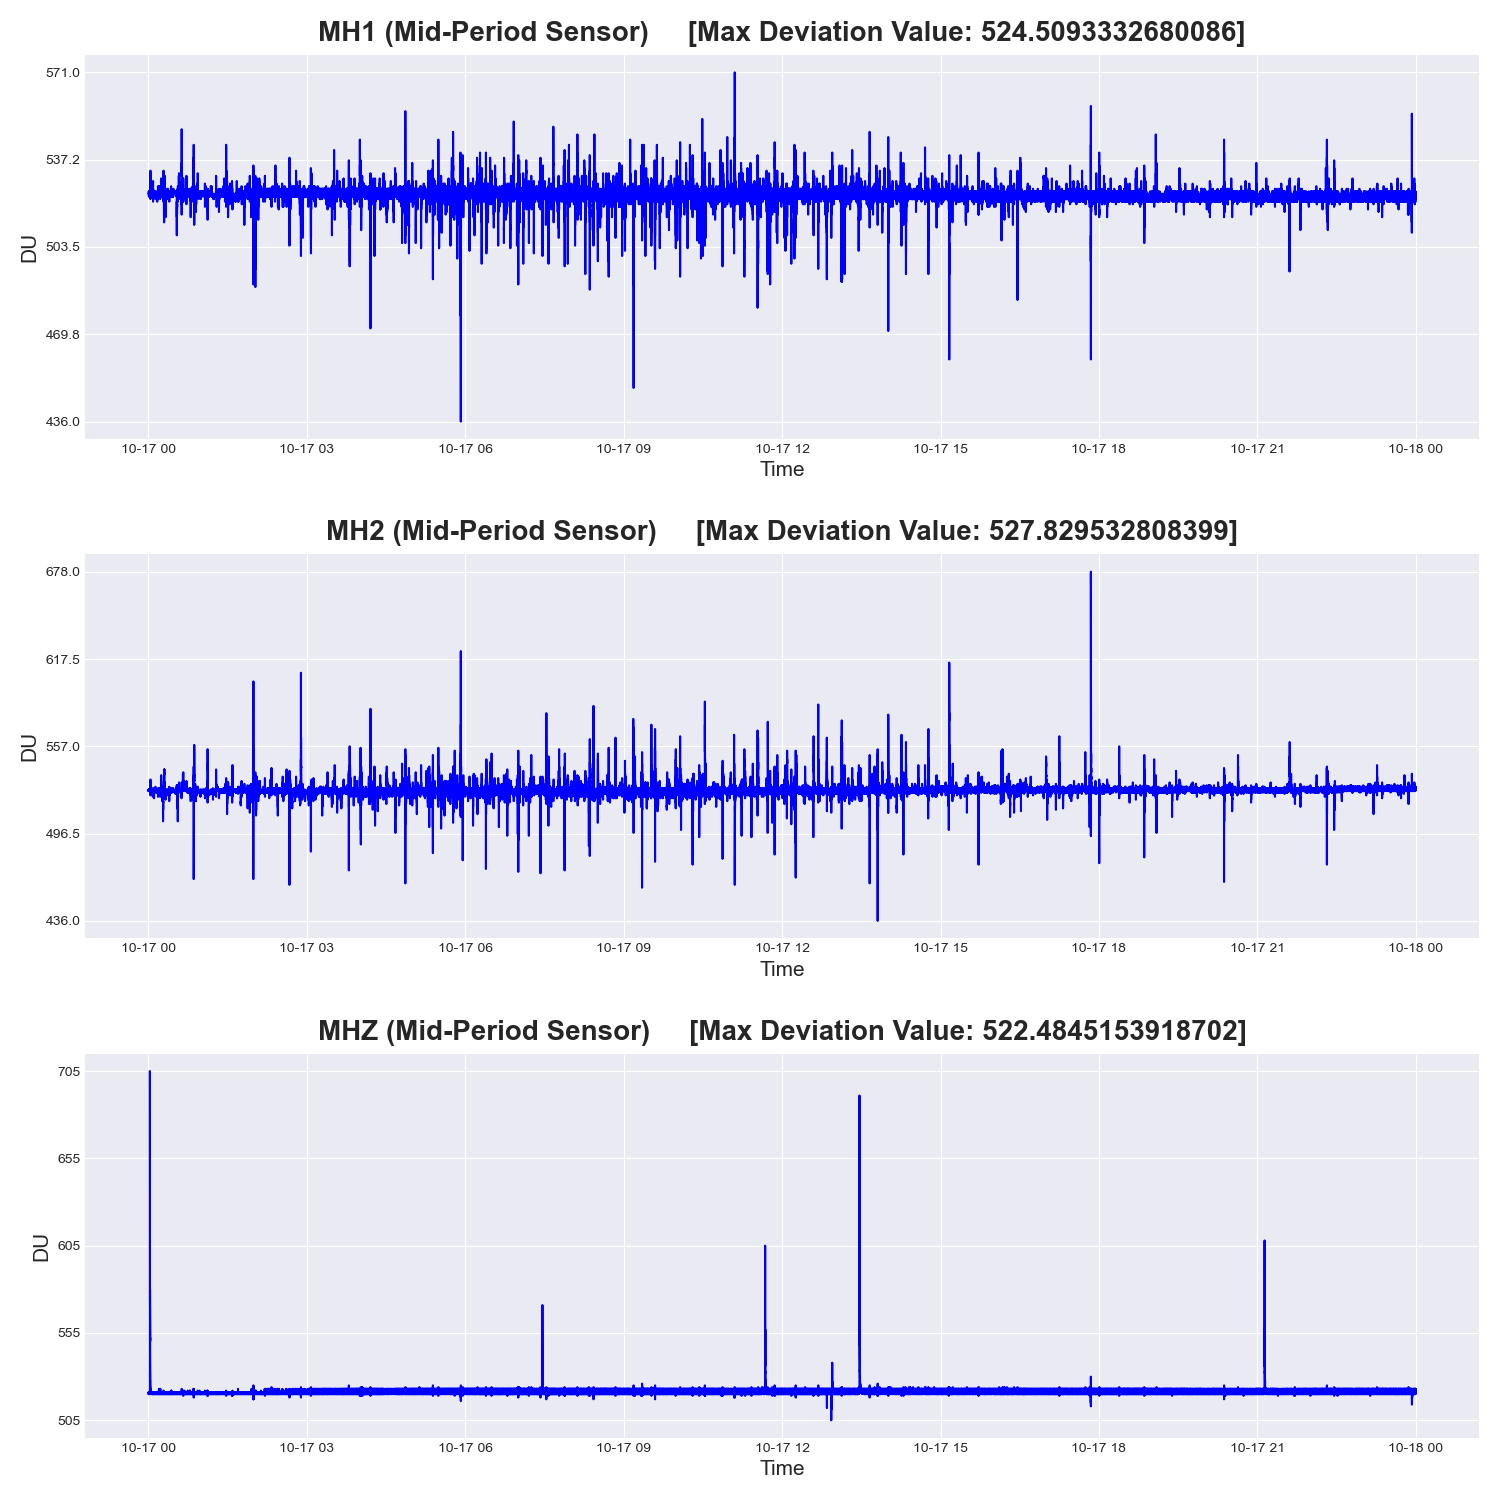 MH1 (Mid-Period Sensor) [Max Deviation Value: 524.5093332680086]
571.0
537.2
503.5
469.8
436.0
DU
10-17 00 10-17 03 10-17 06 10-17 09 10-17 12 10-17 15 10-17 18 10-17 21 10-18 00
Time
MH2 (Mid-Period Sensor) [Max Deviation Value: 527.829532808399]
678.0
617.5
557.0
496.5
436.0
DU
10-17 00 10-17 03 10-17 06 10-17 09 10-17 12 10-17 15 10-17 18 10-17 21 10-18 00
Time
MHZ (Mid-Period Sensor) [Max Deviation Value: 522.4845153918702]
705
655
605
555
505
DU
10-17 00 10-17 03 10-17 06 10-17 09 10-17 12 10-17 15 10-17 18 10-17 21 10-18 00
Time